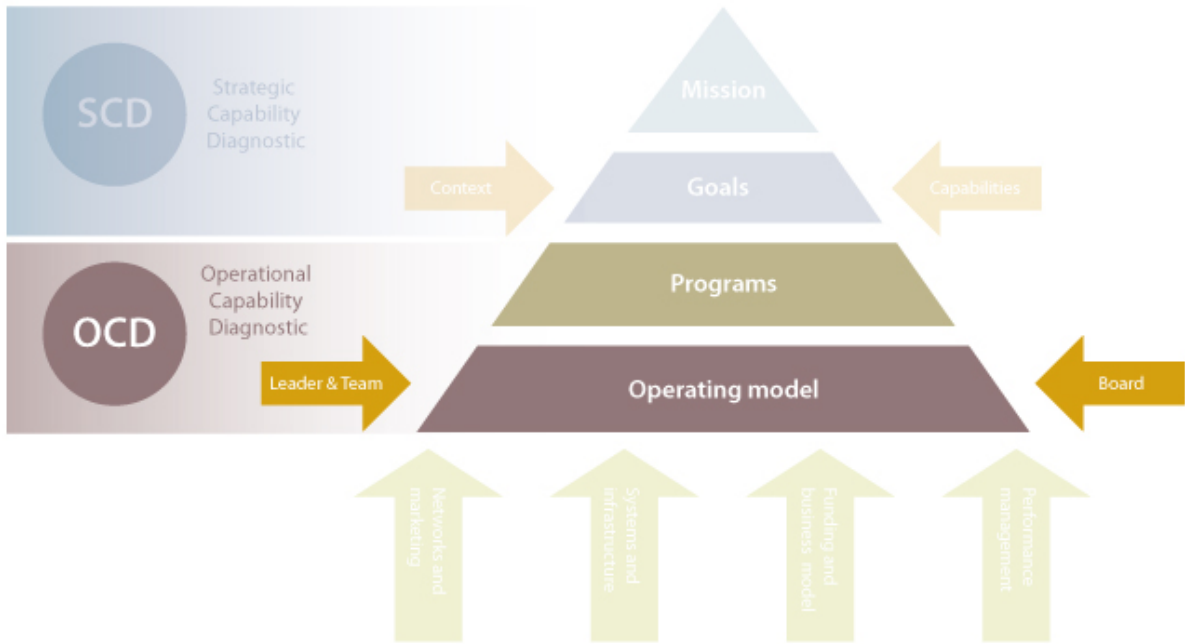 SCD
Strategic
Capability
Diagnostic
Mission
Context
Goals
Capabilities
OCD
Operational
Capability
Diagnostic
Programs
Leader & Team
Operating model
Board
Networks and
marketing
Systems and
infrastructure
Funding and
business model
Performance
management